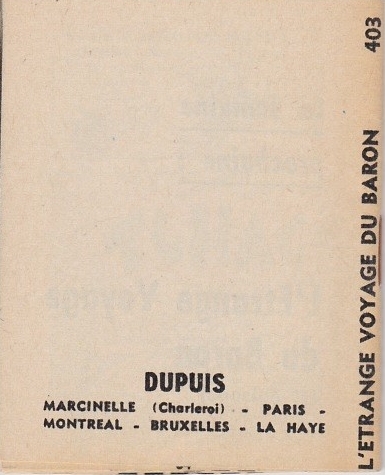 DUPUIS
MARCINELLE (Charleroi) - PARIS -
MONTREAL - BRUXELLES - LA HAYE
L'ETRANGE VOYAGE DU BARON 403